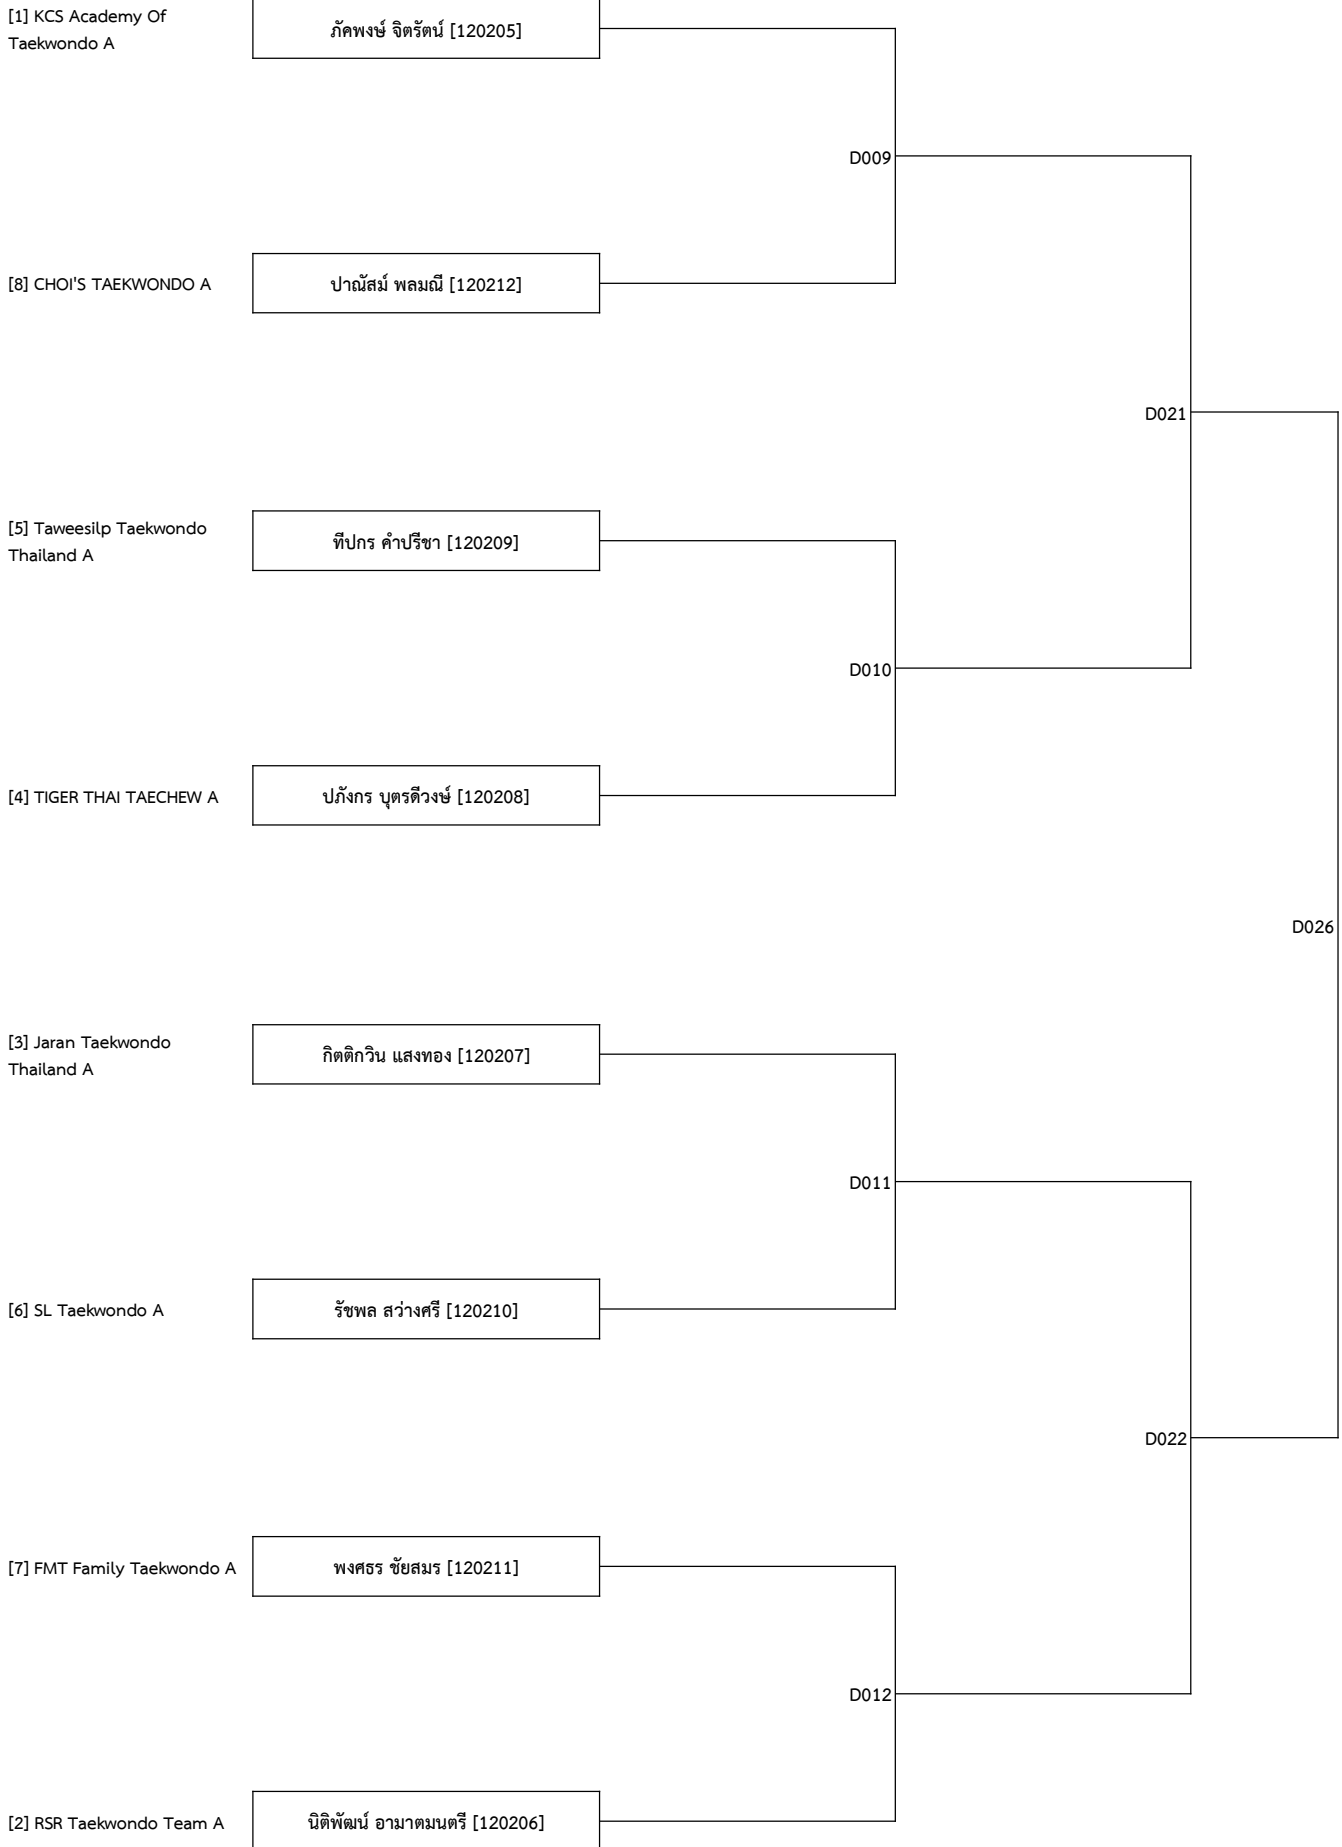 [1] KCS Academy Of
Taekwondo A
ภัคพงษ์ จิตรัตน์ [120205]
D009
[8] CHOI'S TAEKWONDO A
ปาณัสม์ พลมณี [120212]
D021
[5] Taweesilp Taekwondo
Thailand A
ทีปกร คำปรีชา [120209]
D010
[4] TIGER THAI TAECHEW A
ปภังกร บุตรดีวงษ์ [120208]
D026
[3] Jaran Taekwondo
Thailand A
กิตติกวิน แสงทอง [120207]
D011
[6] SL Taekwondo A
รัชพล สว่างศรี [120210]
D022
[7] FMT Family Taekwondo A
พงศธร ชัยสมร [120211]
D012
[2] RSR Taekwondo Team A
นิติพัฒน์ อามาตมนตรี [120206]